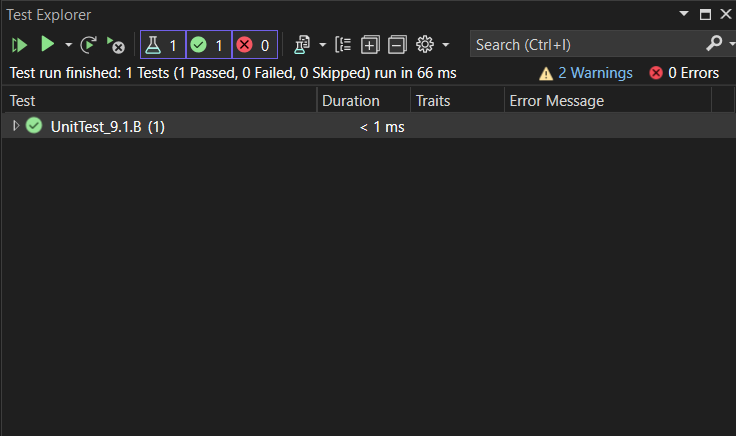 Test Explorer
1 1 0 Search (Ctrl+I)
Test run finished: 1 Tests (1 Passed, 0 Failed, 0 Skipped) run in 66 ms 2 Warnings 0 Errors
Test Duration Traits Error Message
UnitTest_9.1.B (1) < 1 ms